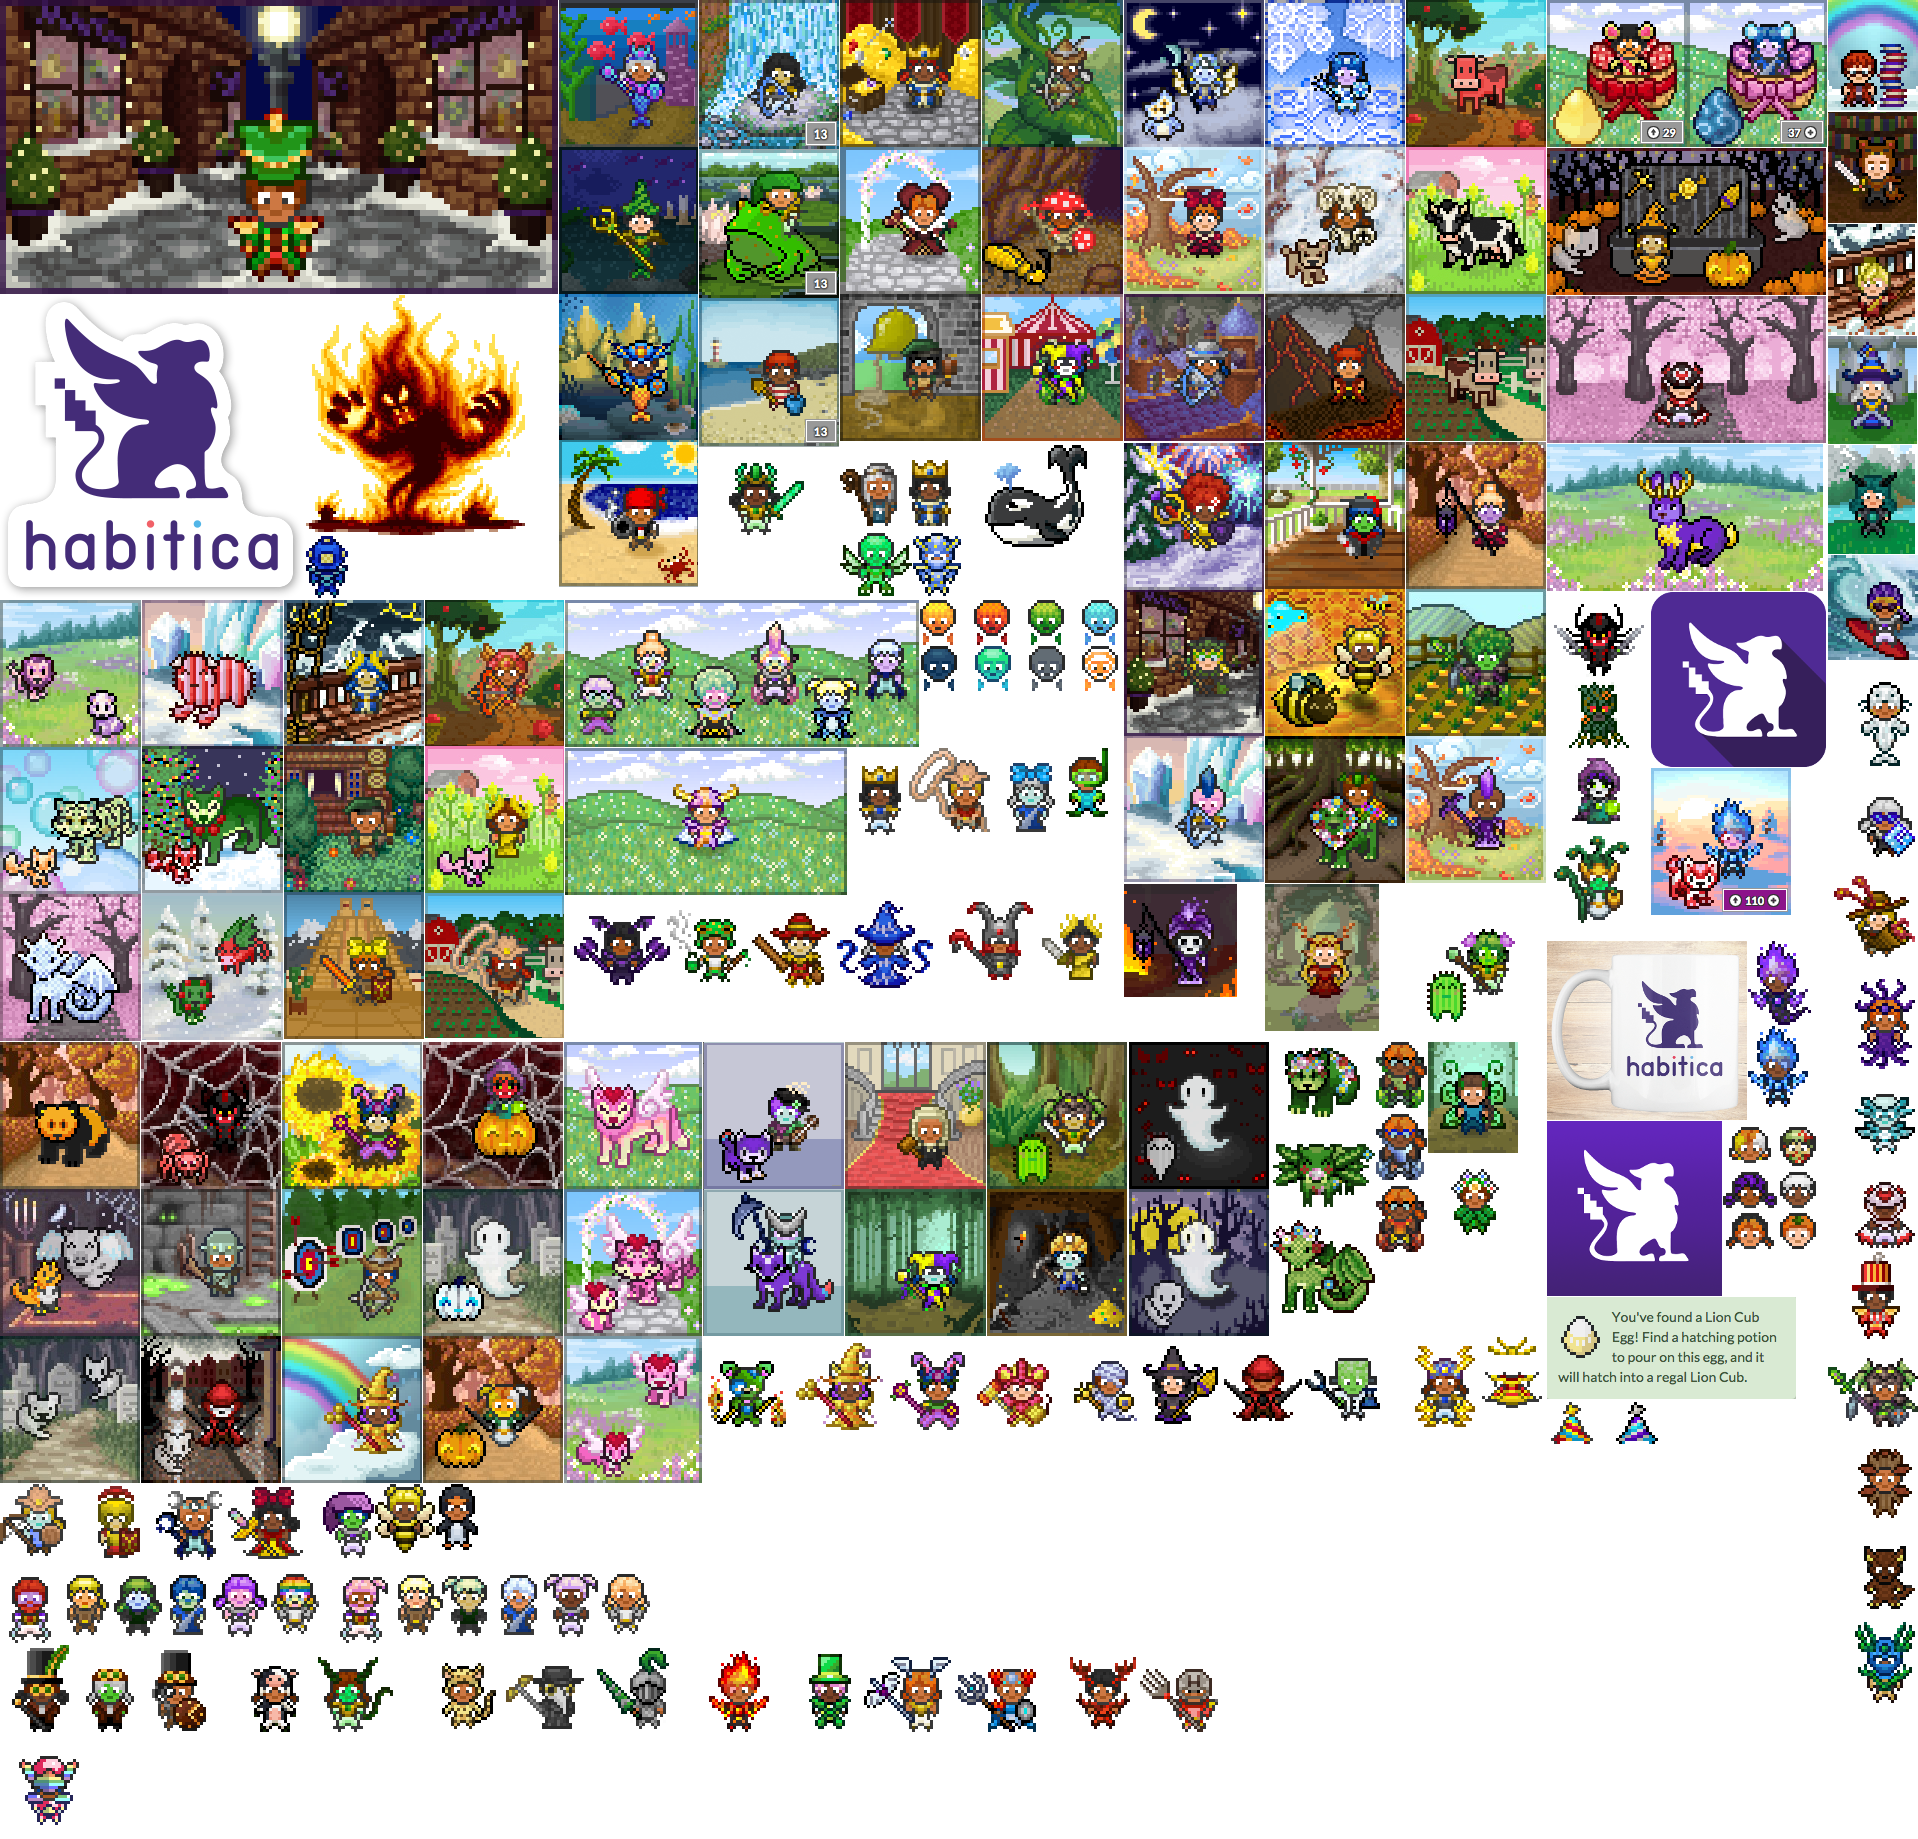 13
29
37
13
13
habitica
110
habitica
You've found a Lion Cub
Egg! Find a hatching potion
to pour on this egg, and it
will hatch into a regal Lion Cub.